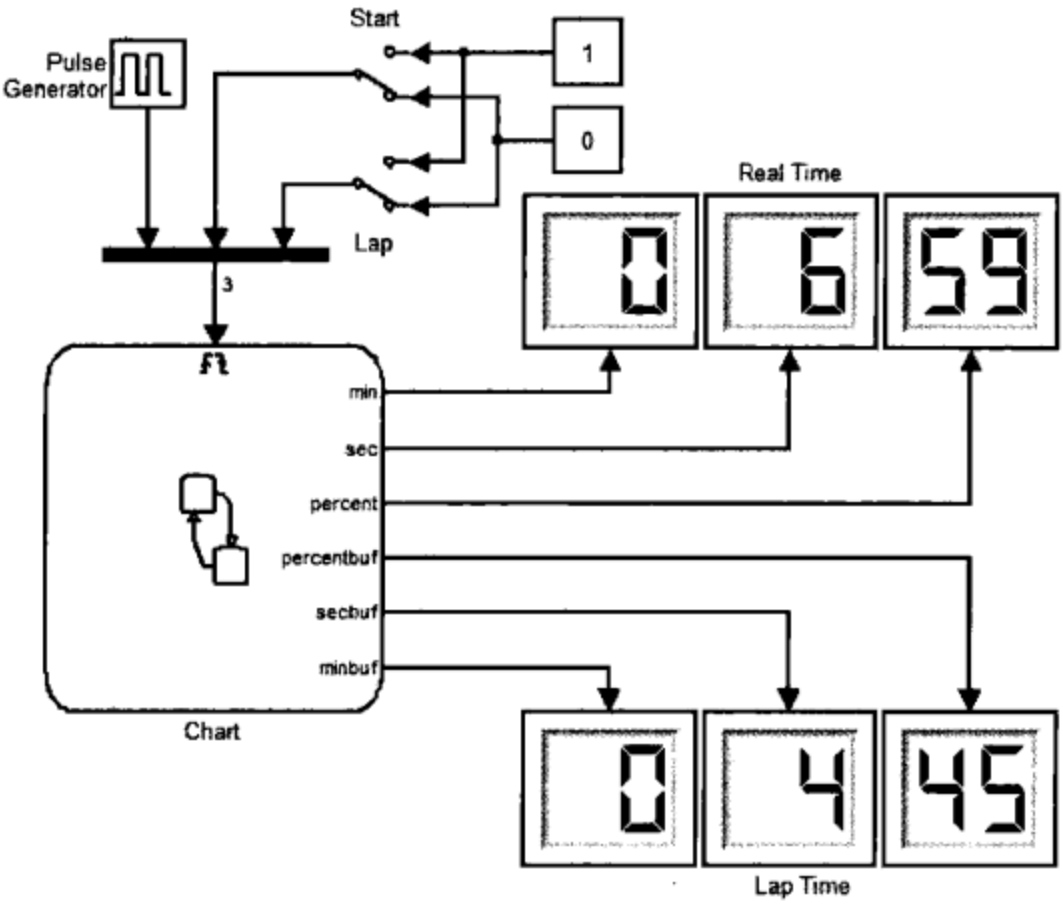 Start
Pulse
Generator
1
0
Lap
3
Real Time
0 6 59
min
sec
percent
percentbuf
secbuf
minbuf
Chart
0 4 45
Lap Time